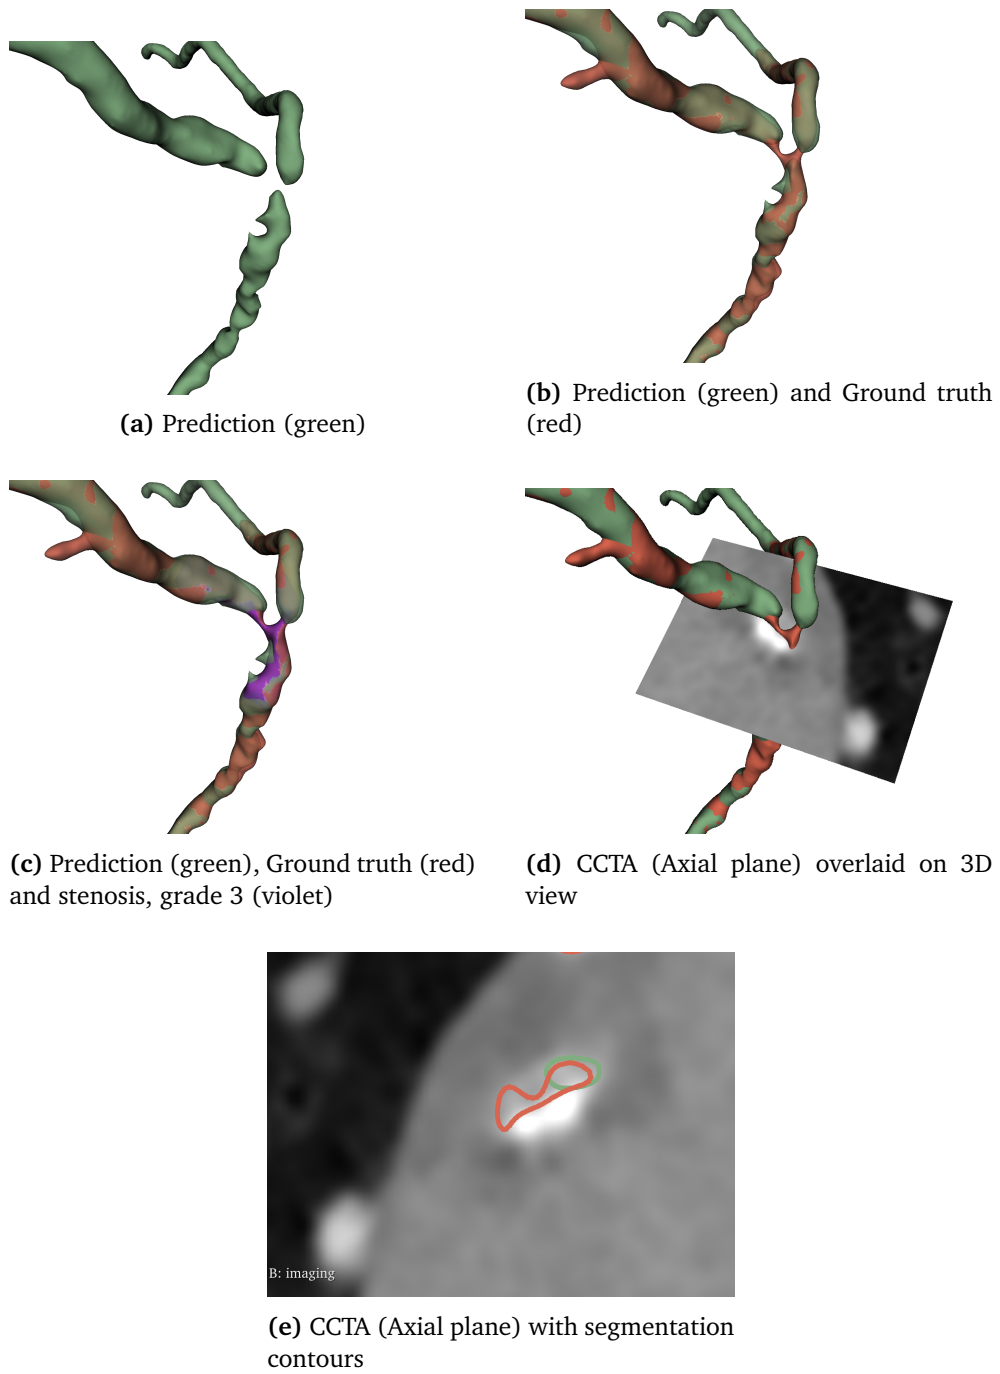 (a) Prediction (green)
(b) Prediction (green) and Ground truth
(red)
(c) Prediction (green), Ground truth (red)
and stenosis, grade 3 (violet)
(d) CCTA (Axial plane) overlaid on 3D
view
B: imaging
(e) CCTA (Axial plane) with segmentation
contours